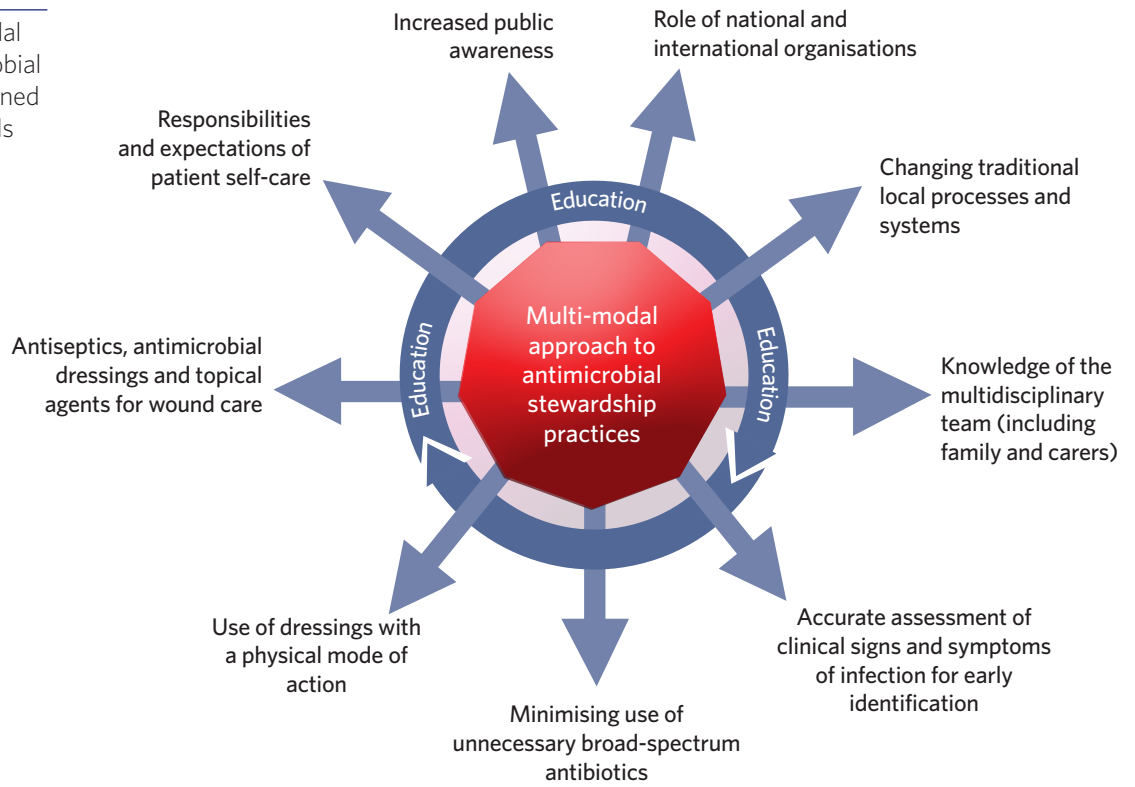 dal
obial
ned
ls
Increased public
awareness
Role of national and
international organisations
Responsibilities
and expectations of
patient self-care
Changing traditional
local processes and
systems
Education
Education
Education
Multi-modal
approach to
antimicrobial
stewardship
practices
Antiseptics, antimicrobial
dressings and topical
agents for wound care
Knowledge of the
multidisciplinary
team (including
family and carers)
Use of dressings with
a physical mode of
action
Minimising use of
unnecessary broad-spectrum
antibiotics
Accurate assessment of
clinical signs and symptoms
of infection for early
identification